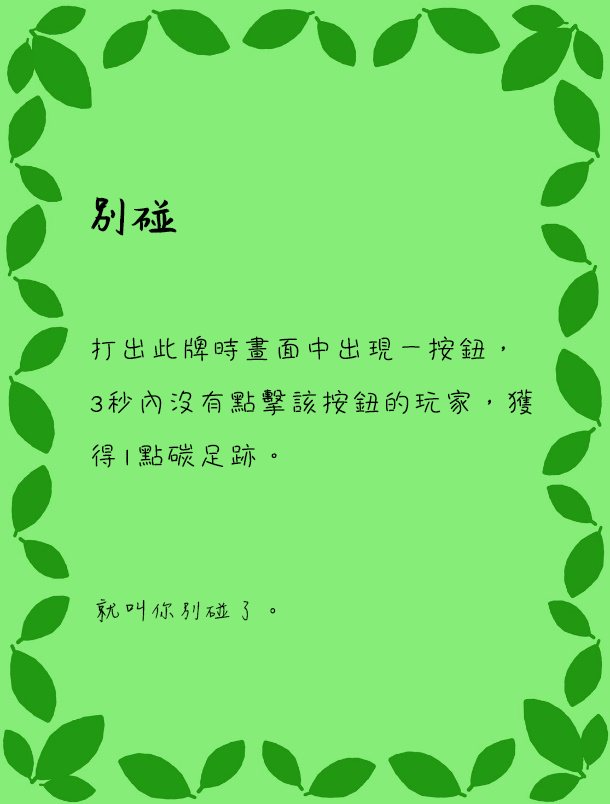 別碰
打出此牌時畫面中出現一按鈕，
3秒內沒有點擊該按鈕的玩家，獲
得1點碳足跡。
就叫你別碰了。